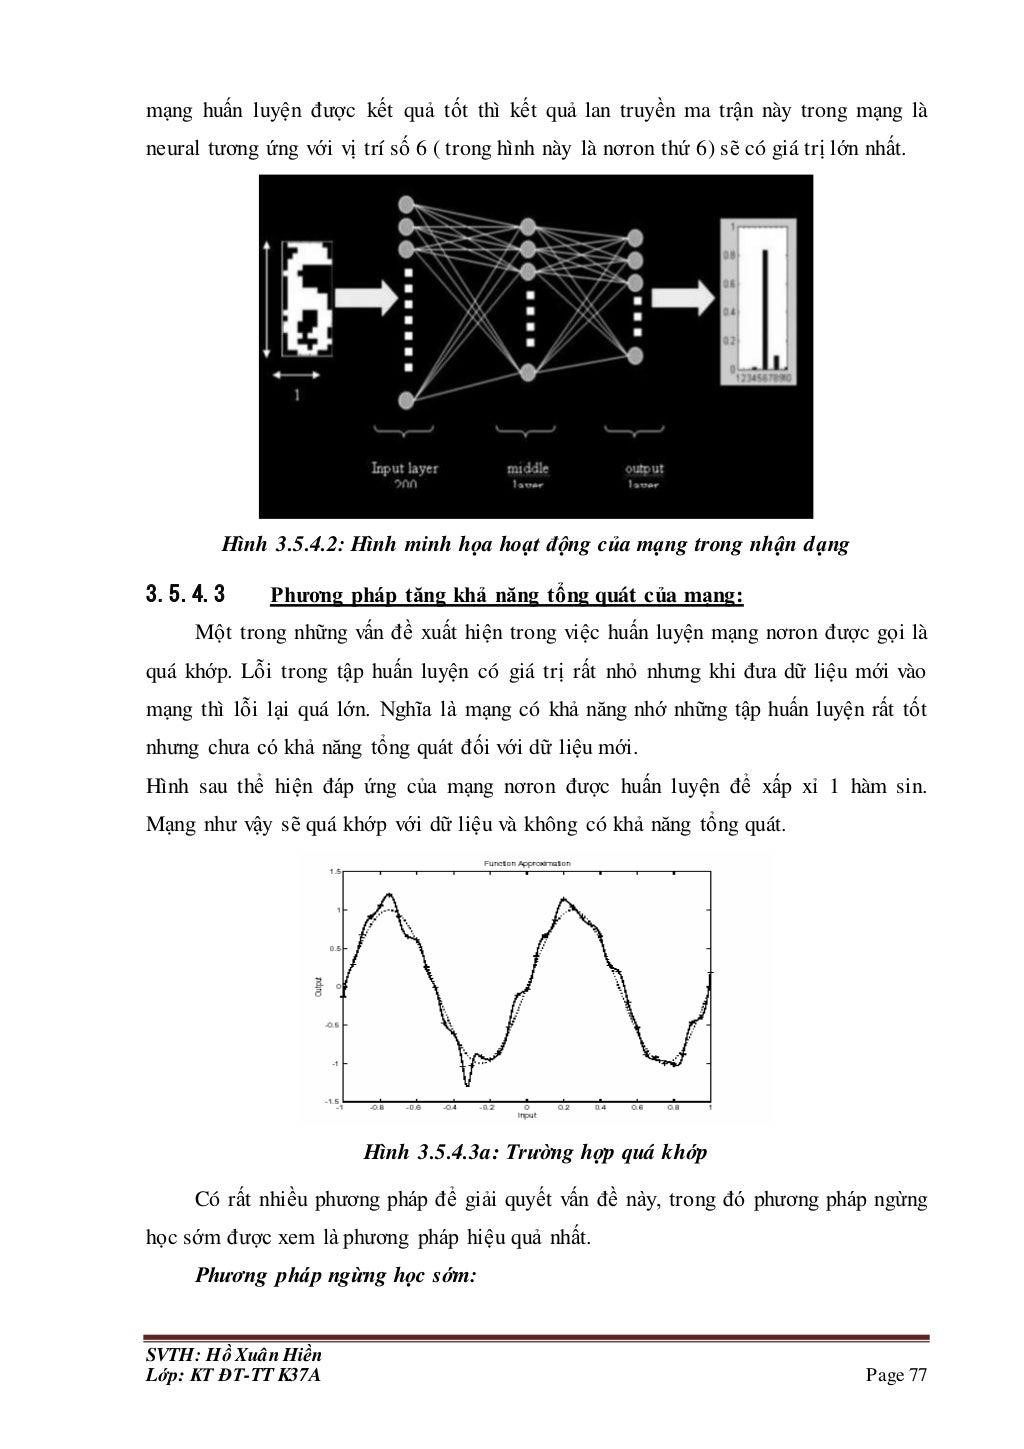 mạng huấn luyện được kết quả tốt thì kết quả lan truyền ma trận này trong mạng là
neural tương ứng với vị trí số 6 ( trong hình này là nơron thứ 6) sẽ có giá trị lớn nhất.
1
0.8
0.6
0.4
0.2
0
12345678910
1
Input layer
200
middle
layer
output
layer
Hình 3.5.4.2: Hình minh họa hoạt động của mạng trong nhận dạng
3.5.4.3 Phương pháp tăng khả năng tổng quát của mạng:
Một trong những vấn đề xuất hiện trong việc huấn luyện mạng nơron được gọi là
quá khớp. Lỗi trong tập huấn luyện có giá trị rất nhỏ nhưng khi đưa dữ liệu mới vào
mạng thì lỗi lại quá lớn. Nghĩa là mạng có khả năng nhớ những tập huấn luyện rất tốt
nhưng chưa có khả năng tổng quát đối với dữ liệu mới.
Hình sau thể hiện đáp ứng của mạng nơron được huấn luyện để xấp xỉ 1 hàm sin.
Mạng như vậy sẽ quá khớp với dữ liệu và không có khả năng tổng quát.
Function Approximation
1.5
1
0.5
0
-0.5
-1
-1.5
Output
-1 -0.8 -0.6 -0.4 -0.2 0 0.2 0.4 0.6 0.8 1
Input
Hình 3.5.4.3a: Trường hợp quá khớp
Có rất nhiều phương pháp để giải quyết vấn đề này, trong đó phương pháp ngừng
học sớm được xem là phương pháp hiệu quả nhất.
Phương pháp ngừng học sớm:
SVTH: Hồ Xuân Hiền
Lớp: KT ĐT-TT K37A Page 77